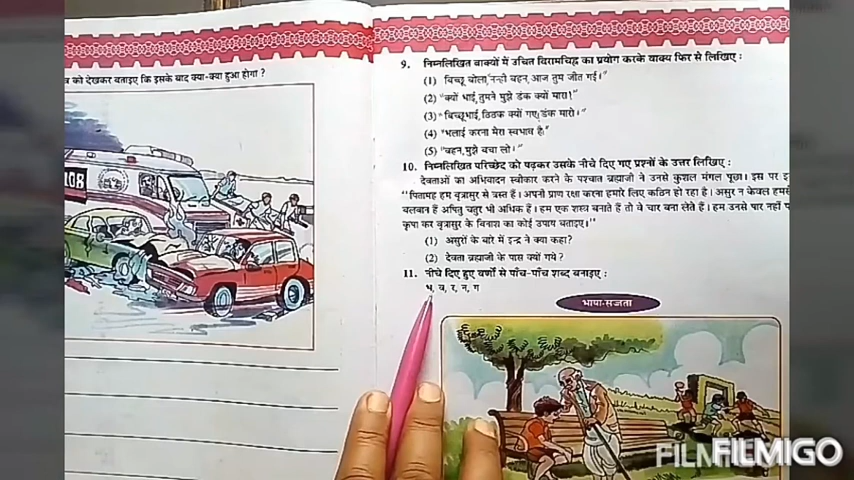 को देखकर बताइए कि इसके बाद क्या-क्या हुआ होगा ?
108
9. निम्नलिखित वाक्यों में उचित विरामचिह्न का प्रयोग करके वाक्य फिर से लिखिए :
(1) बिच्छू बोला, नन्ही बहन, आज तुम जीत गई।"
(2) "क्यों भाई, तुमने मुझे डंक क्यों मारा!"
(3) "बिच्छूभाई, ठिठक क्यों गए, डंक मारो।"
(4) "भलाई करना मेरा स्वभाव है"
(5) "बहन, मुझे बचा लो।"
10. निम्नलिखित परिच्छेद को पढ़कर उसके नीचे दिए गए प्रश्नों के उत्तर लिखिए :
देवताओं का अभिवादन स्वीकार करने के पश्चात ब्रह्माजी ने उनसे कुशल मंगल पूछा। इस पर
"पितामह हम वृत्रासुर से त्रस्त हैं। अपनी प्राण रक्षा करना हमारे लिए कठिन हो रहा है। असुर न केवल हमसे
बलवान हैं अपितु चतुर भी अधिक हैं। हम एक शस्त्र बनाते हैं तो वे चार बना लेते हैं। हम उनसे पार नहीं
कृपा कर वृत्रासुर के विनाश का कोई उपाय बताइए।"
(1) असुरों के बारे में इन्द्र ने क्या कहा?
(2) देवता ब्रह्माजी के पास क्यों गये?
11. नीचे दिए हुए वर्णों से पाँच-पाँच शब्द बनाइए :
भ, व, र, न, ग
भाषा-सज्जता
FILMIGO